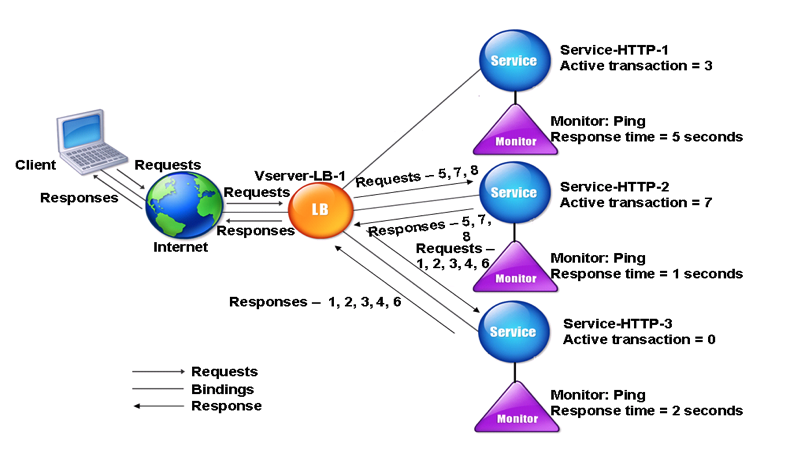 Service
Service-HTTP-1
Active transaction = 3
Monitor: Ping
Response time = 5 seconds
Monitor
Client
Requests
Responses
Internet
Requests
Responses
Vserver-LB-1
LB
Requests – 5, 7, 8
Service
Service-HTTP-2
Active transaction = 7
Responses – 5, 7,
8
Requests –
1, 2, 3, 4, 6
Monitor: Ping
Response time = 1 seconds
Monitor
Responses – 1, 2, 3, 4, 6
Service
Service-HTTP-3
Active transaction = 0
Monitor: Ping
Response time = 2 seconds
Monitor
Requests
Bindings
Response